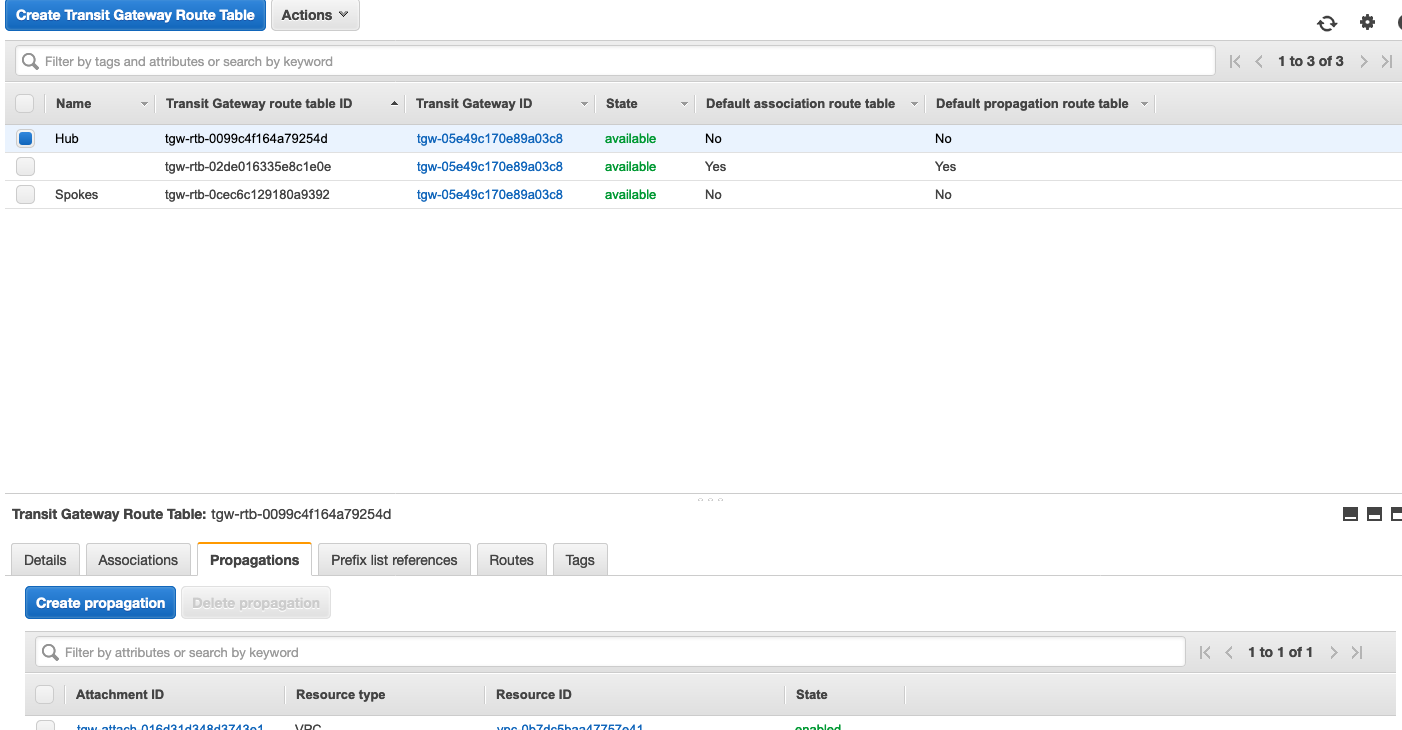 Create Transit Gateway Route Table Actions
Filter by tags and attributes or search by keyword 1 to 3 of 3
Name Transit Gateway route table ID Transit Gateway ID State Default association route table Default propagation route table
Hub tgw-rtb-0099c4f164a79254d tgw-05e49c170e89a03c8 available No No
tgw-rtb-02de016335e8c1e0e tgw-05e49c170e89a03c8 available Yes Yes
Spokes tgw-rtb-0cec6c129180a9392 tgw-05e49c170e89a03c8 available No No
Transit Gateway Route Table: tgw-rtb-0099c4f164a79254d
Details Associations Propagations Prefix list references Routes Tags
Create propagation Delete propagation
Filter by attributes or search by keyword 1 to 1 of 1
Attachment ID Resource type Resource ID State
tgw-attach-016d31d348d3743e1 VPC vpc-0b7dc5baa47757e41 enabled